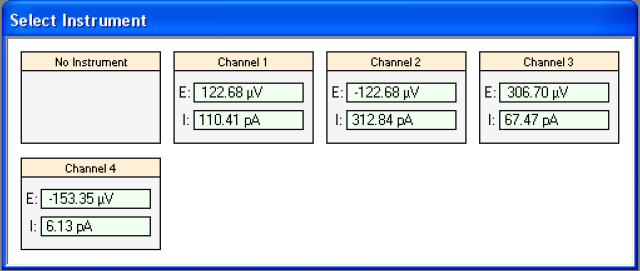 Select Instrument
No Instrument
Channel 1
E: 122.68 µV
I: 110.41 pA
Channel 2
E: -122.68 µV
I: 312.84 pA
Channel 3
E: 306.70 µV
I: 67.47 pA
Channel 4
E: -153.35 µV
I: 6.13 pA